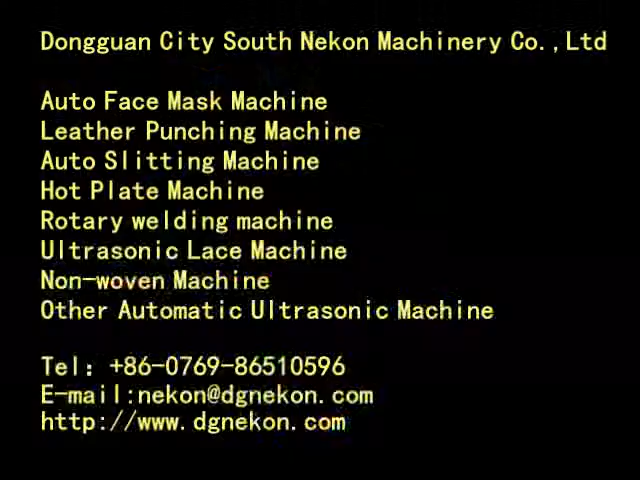 Dongguan City South Nekon Machinery Co.,Ltd
Auto Face Mask Machine
Leather Punching Machine
Auto Slitting Machine
Hot Plate Machine
Rotary welding machine
Ultrasonic Lace Machine
Non-woven Machine
Other Automatic Ultrasonic Machine
Tel：+86-0769-86510596
E-mail:nekon@dgnekon.com
http://www.dgnekon.com